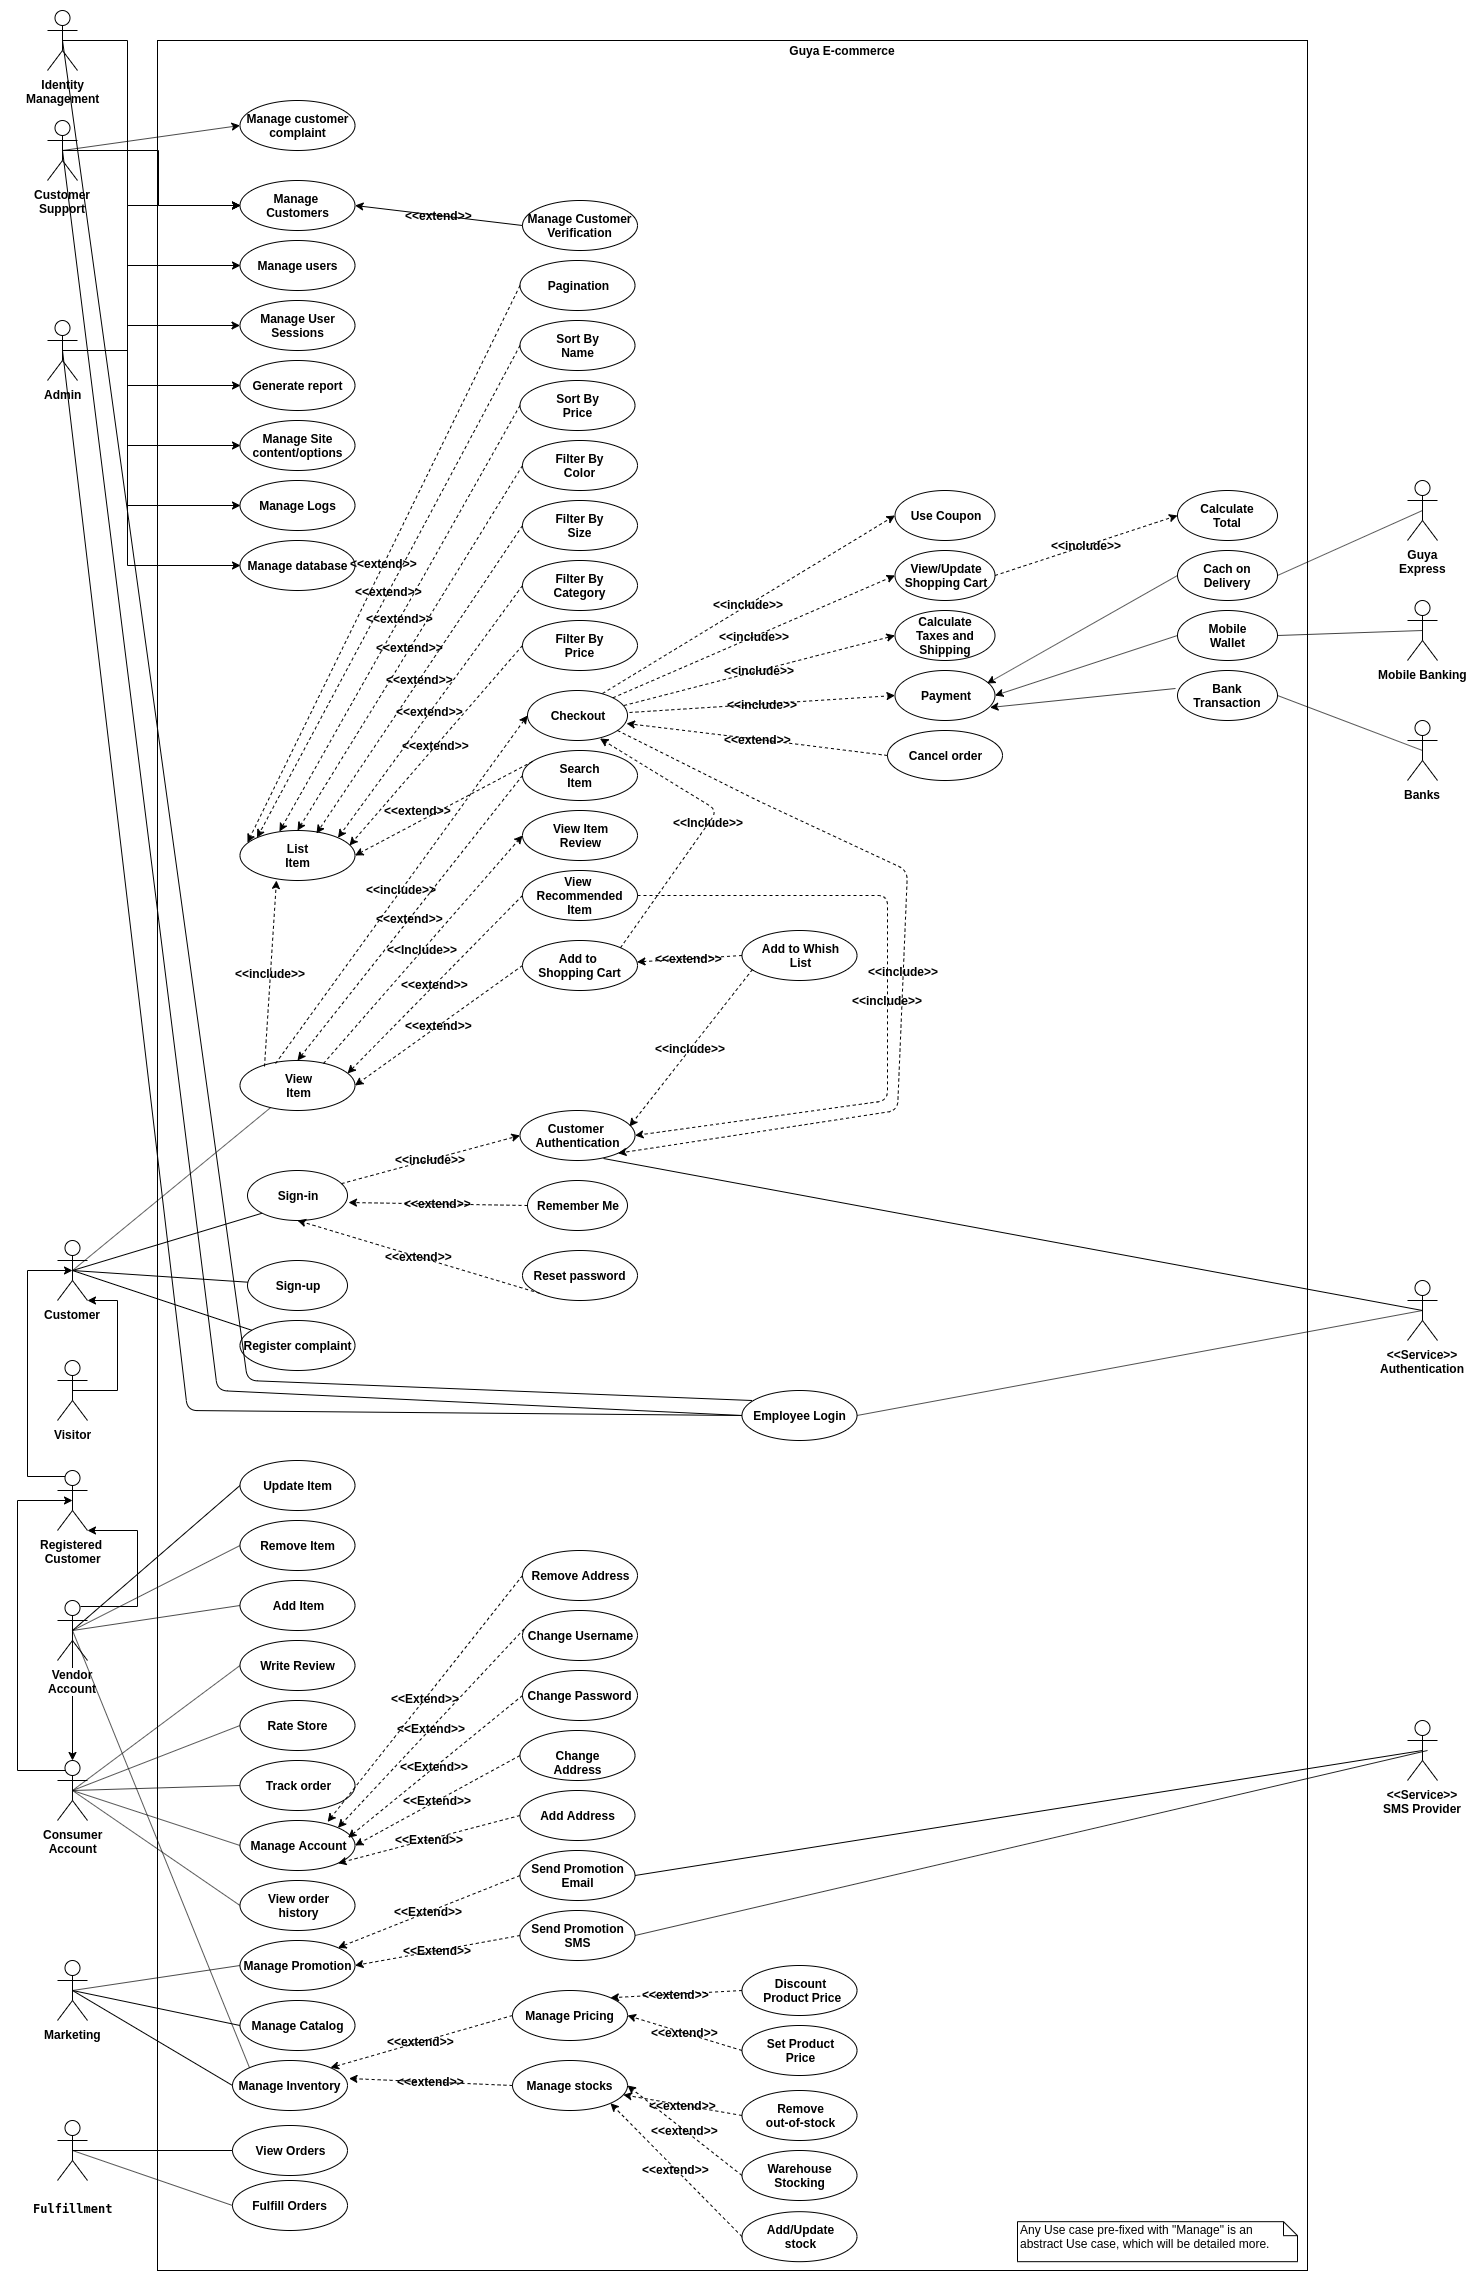 Guya E-commerce
Identity
Management
Manage customer
complaint
Customer
Support
Manage
Customers
<<extend>>
Manage Customer
Verification
Manage users
Pagination
Manage User
Sessions
Sort By
Name
Admin
Generate report
Sort By
Price
Manage Site
content/options
Filter By
Color
Manage Logs
Filter By
Size
Use Coupon
Calculate
Total
Guya
Express
<<include>>
Manage database
<<extend>>
Filter By
Category
View/Update
Shopping Cart
Cach on
Delivery
<<extend>>
<<include>>
<<extend>>
Filter By
Price
<<include>>
Calculate
Taxes and
Shipping
Mobile
Wallet
<<extend>>
<<include>>
Mobile Banking
<<extend>>
<<extend>>
Checkout
<<include>>
Payment
Bank
Transaction
<<extend>>
<<extend>>
Cancel order
Banks
Search
Item
<<extend>>
<<Include>>
View Item
Review
List
Item
<<include>>
View
Recommended
Item
<<extend>>
<<Include>>
Add to
Shopping Cart
<<extend>>
Add to Whish
List
<<include>>
<<include>>
<<extend>>
<<include>>
<<extend>>
<<include>>
View
Item
Customer
Authentication
<<include>>
Sign-in
<<extend>>
Remember Me
<<extend>>
Reset password
Sign-up
Customer
Register complaint
<<Service>>
Authentication
Visitor
Employee Login
Update Item
Registered
Customer
Remove Item
Remove Address
Add Item
Change Username
Vendor
Account
Write Review
<<Extend>>
Change Password
Rate Store
<<Extend>>
Change
Address
<<Extend>>
Track order
<<Extend>>
<<Service>>
SMS Provider
Add Address
Consumer
Account
Manage Account
<<Extend>>
Send Promotion
Email
View order
history
<<Extend>>
Send Promotion
SMS
<<Extend>>
Manage Promotion
Discount
Product Price
<<extend>>
Manage Pricing
Marketing
Manage Catalog
<<extend>>
<<extend>>
Set Product
Price
Manage Inventory
<<extend>>
Manage stocks
<<extend>>
Remove
out-of-stock
<<extend>>
View Orders
<<extend>>
Warehouse
Stocking
Fulfillment
Fulfill Orders
Add/Update
stock
Any Use case pre-fixed with "Manage" is an
abstract Use case, which will be detailed more.